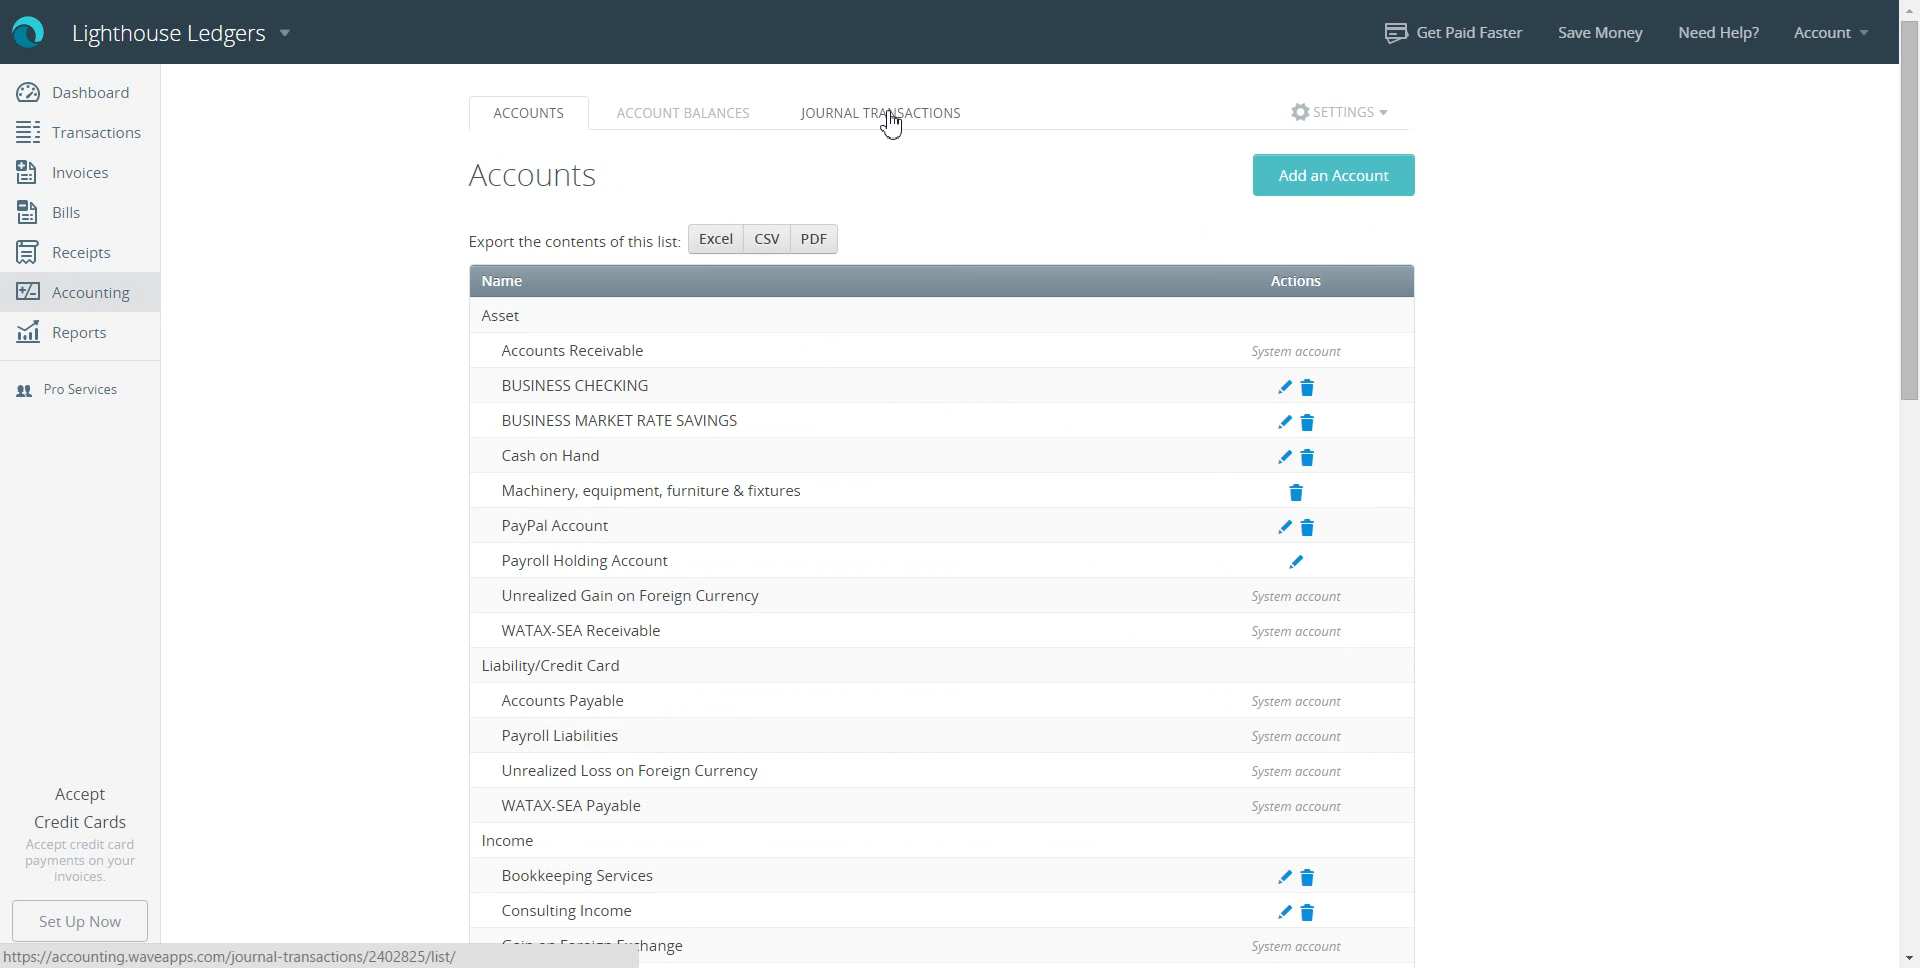 Lighthouse Ledgers
Get Paid Faster
Save Money
Need Help?
Account
Dashboard
Transactions
Invoices
Bills
Receipts
Accounting
Reports
Pro Services
Accept
Credit Cards
Accept credit card
payments on your
invoices.
Set Up Now
ACCOUNTS
ACCOUNT BALANCES
JOURNAL TRANSACTIONS
SETTINGS
Accounts
Add an Account
Export the contents of this list:
Excel
CSV
PDF
Name Actions
Asset
Accounts Receivable System account
BUSINESS CHECKING
BUSINESS MARKET RATE SAVINGS
Cash on Hand
Machinery, equipment, furniture & fixtures
PayPal Account
Payroll Holding Account
Unrealized Gain on Foreign Currency System account
WATAX-SEA Receivable System account
Liability/Credit Card
Accounts Payable System account
Payroll Liabilities System account
Unrealized Loss on Foreign Currency System account
WATAX-SEA Payable System account
Income
Bookkeeping Services
Consulting Income
Gain on Foreign Exchange System account
https://accounting.waveapps.com/journal-transactions/2402825/list/